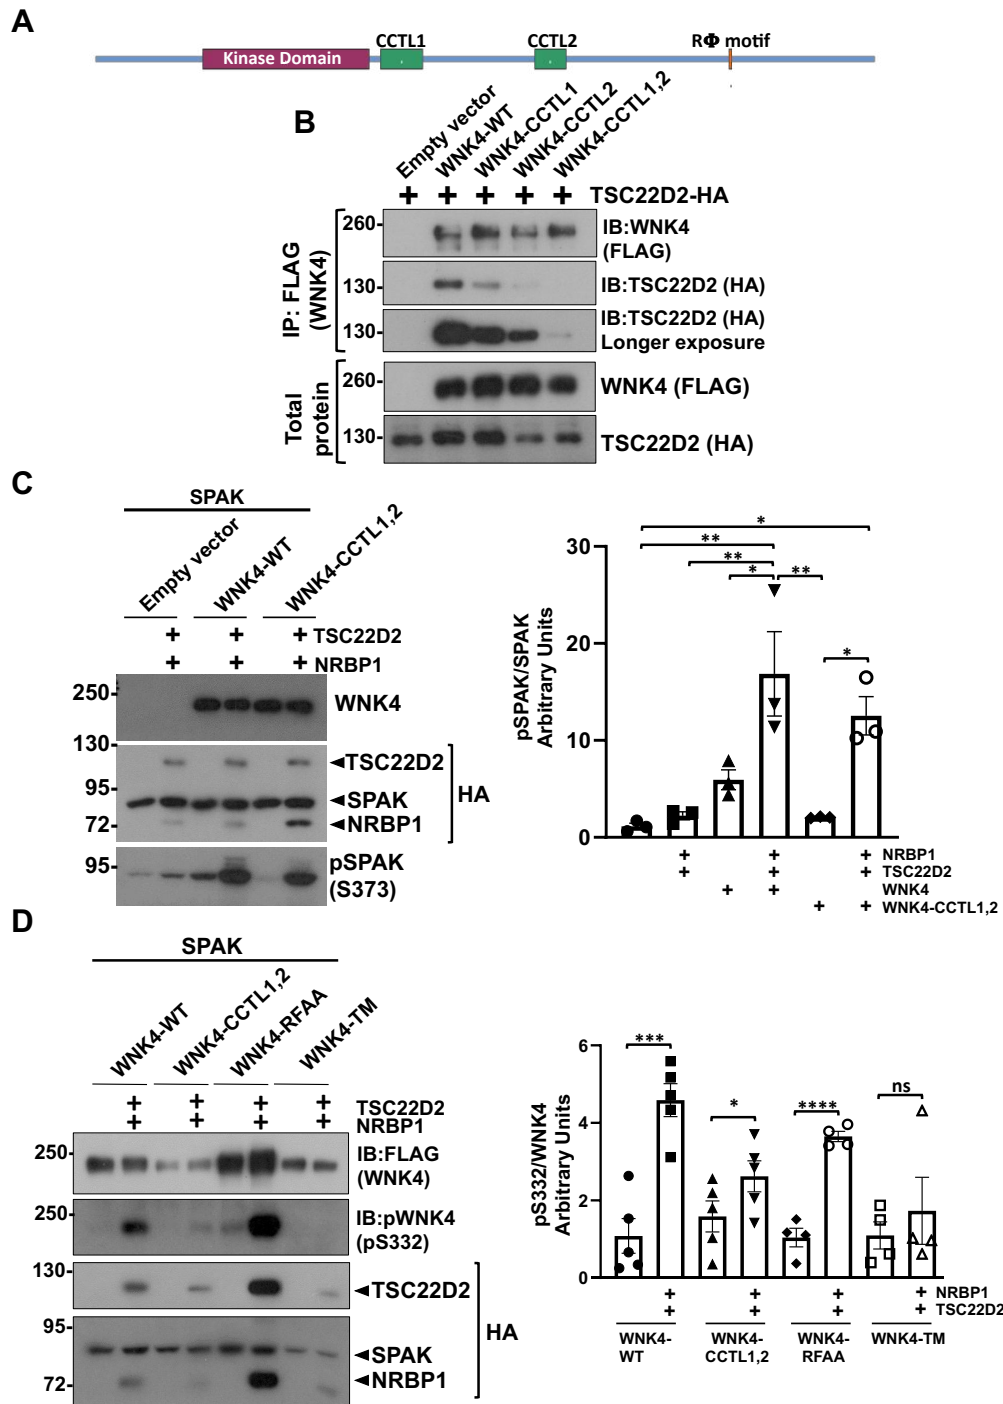 A
Kinase Domain
CCTL1
CCTL2
RΦ motif
B
Empty vector
WNK4-WT
WNK4-CCTL1
WNK4-CCTL2
WNK4-CCTL1,2
+ + + + + TSC22D2-HA
IP: FLAG
(WNK4)
260-
IB:WNK4
(FLAG)
130-
IB:TSC22D2 (HA)
130-
IB:TSC22D2 (HA)
Longer exposure
Total
protein
260-
WNK4 (FLAG)
130-
TSC22D2 (HA)
C
SPAK
Empty vector
WNK4-WT
WNK4-CCTL1,2
+ + + TSC22D2
+ + + NRBP1
250-
WNK4
130-
TSC22D2
95-
SPAK
72-
NRBP1
HA
95-
pSPAK
(S373)
pSPAK/SPAK
Arbitrary Units
30
20
10
0
*
**
**
* **
*
+ + + NRBP1
+ + + TSC22D2
+ + WNK4
+ + WNK4-CCTL1,2
D
SPAK
WNK4-WT
WNK4-CCTL1,2
WNK4-RFAA
WNK4-TM
+ + + + TSC22D2
+ + + + NRBP1
250-
IB:FLAG
(WNK4)
250-
IB:pWNK4
(pS332)
130-
TSC22D2
95-
SPAK
72-
NRBP1
HA
pS332/WNK4
Arbitrary Units
6
4
2
0
***
*
****
ns
+ + + + NRBP1
+ + + + TSC22D2
WNK4-
WT
WNK4-
CCTL1,2
WNK4-
RFAA
WNK4-TM